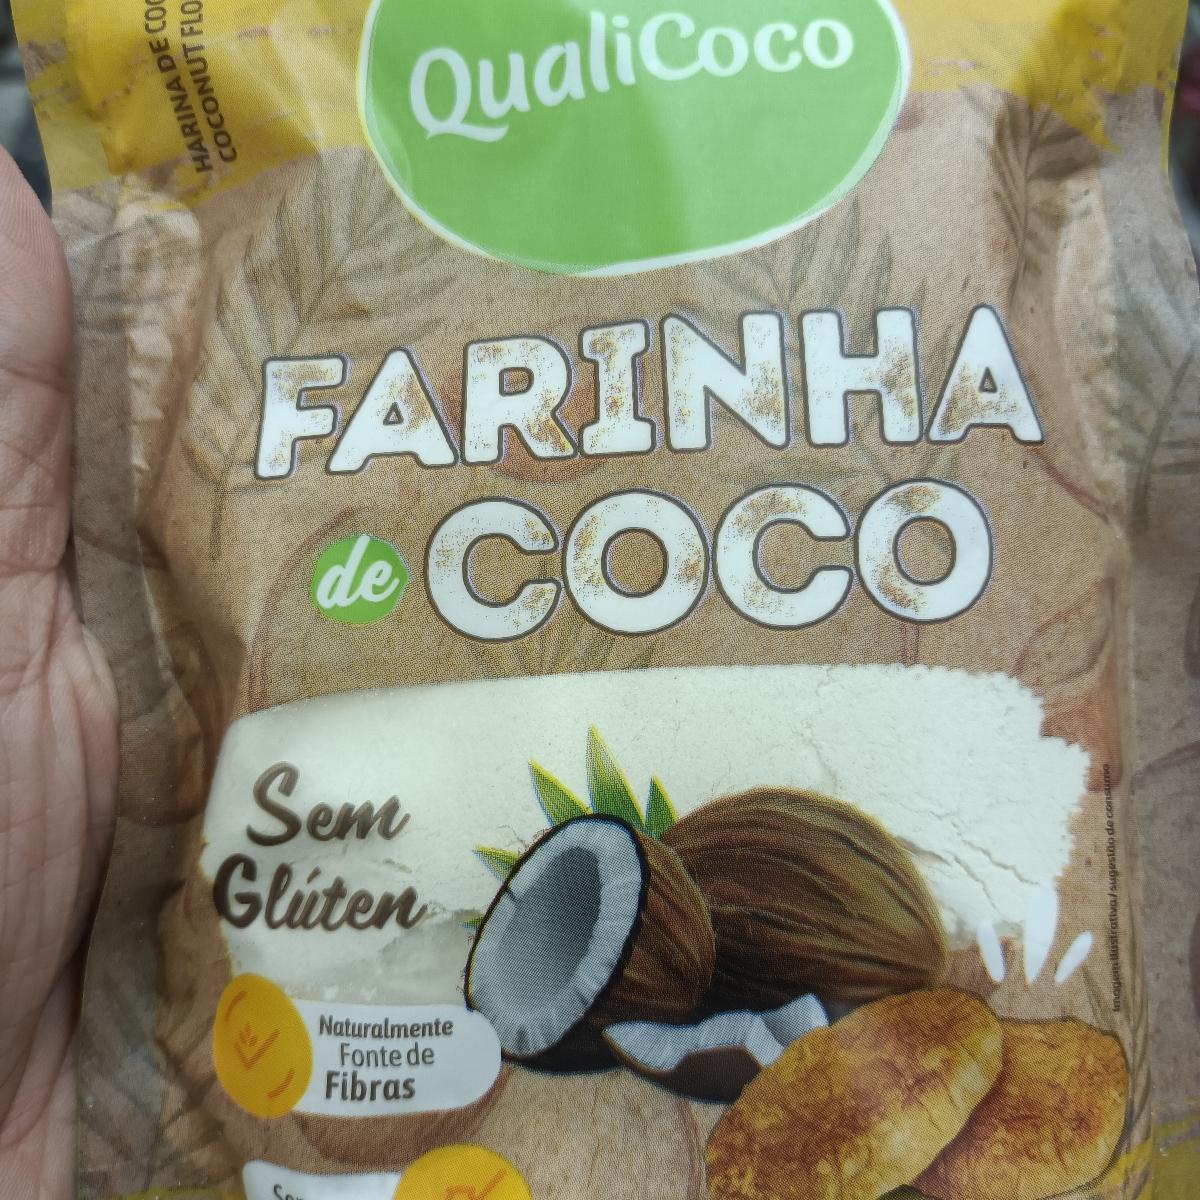 HARINA DE COCO
COCONUT FLO
QualiCoco
FARINHA
de COCO
Sem
Glúten
Naturalmente
Fonte de
Fibras
Imagem ilustrativa/sugestão de consumo